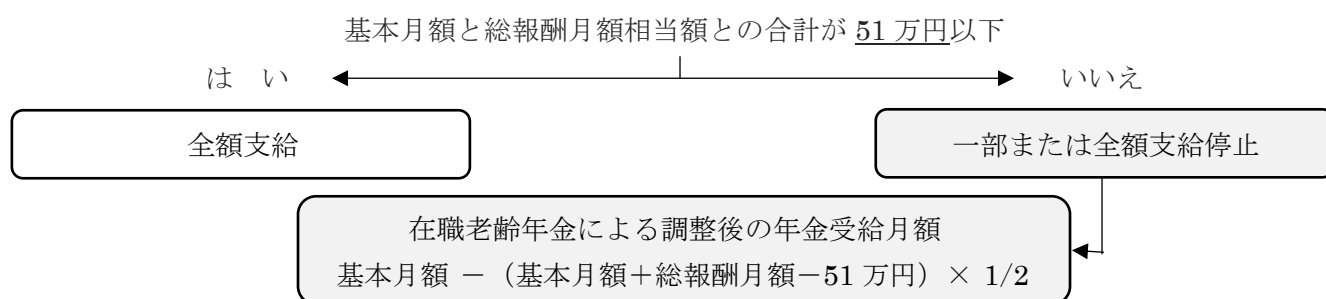 基本月額と総報酬月額相当額との合計が 51 万円以下
は い
いいえ
全額支給
一部または全額支給停止
在職老齢年金による調整後の年金受給月額
基本月額 － （基本月額＋総報酬月額－51 万円） × 1/2